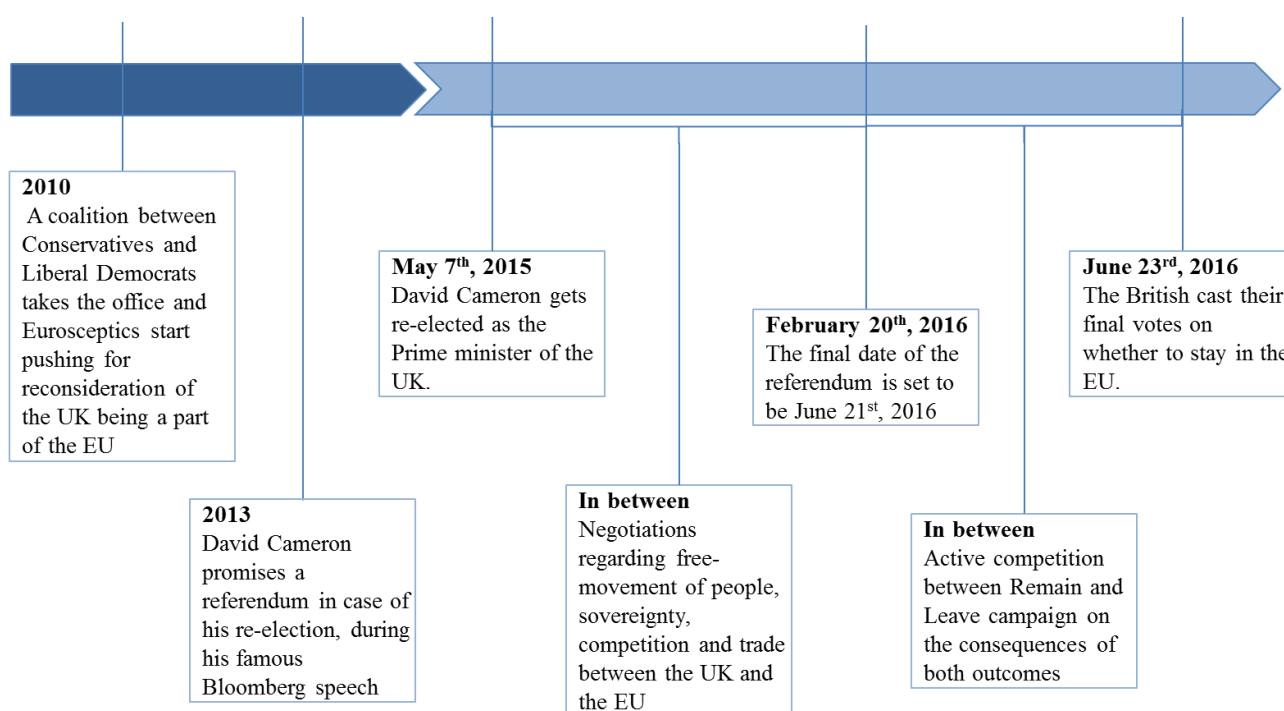 2010
A coalition between
Conservatives and
Liberal Democrats
takes the office and
Eurosceptics start
pushing for
reconsideration of
the UK being a part
of the EU
2013
David Cameron
promises a
referendum in case of
his re-election, during
his famous
Bloomberg speech
May 7th, 2015
David Cameron gets
re-elected as the
Prime minister of the
UK.
In between
Negotiations
regarding free-
movement of people,
sovereignty,
competition and trade
between the UK and
the EU
February 20th, 2016
The final date of the
referendum is set to
be June 21st, 2016
In between
Active competition
between Remain and
Leave campaign on
the consequences of
both outcomes
June 23rd, 2016
The British cast their
final votes on
whether to stay in the
EU.